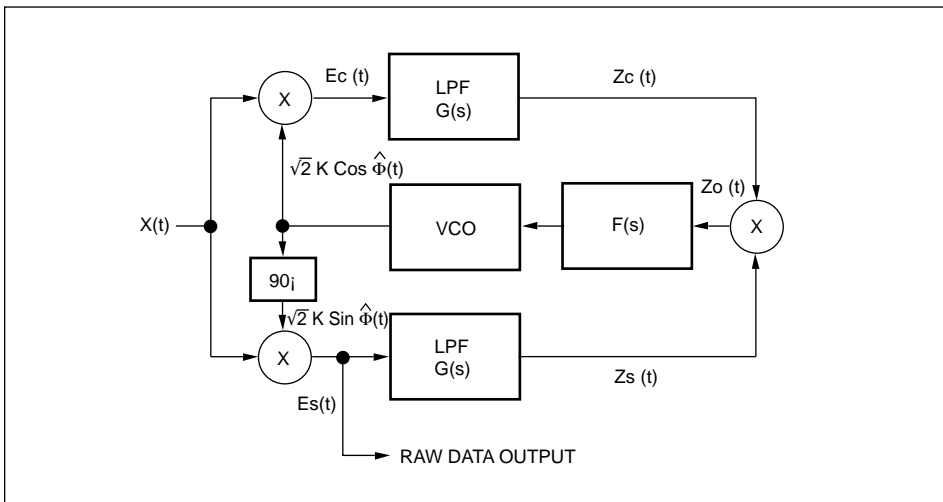 Ec (t)
LPF
G(s)
Zc (t)
X
√2 K Cos Φ̂(t)
X(t)
VCO
F(s)
Zo (t)
X
90¡
√2 K Sin Φ̂(t)
X
LPF
G(s)
Es(t)
Zs (t)
RAW DATA OUTPUT